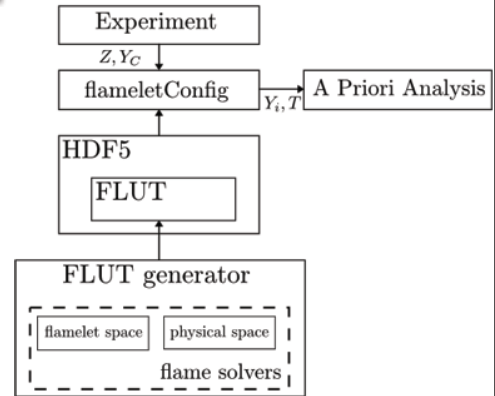 Experiment
Z, Y_C
flameletConfig
Y_i, T
A Priori Analysis
HDF5
FLUT
FLUT generator
flamelet space
physical space
flame solvers